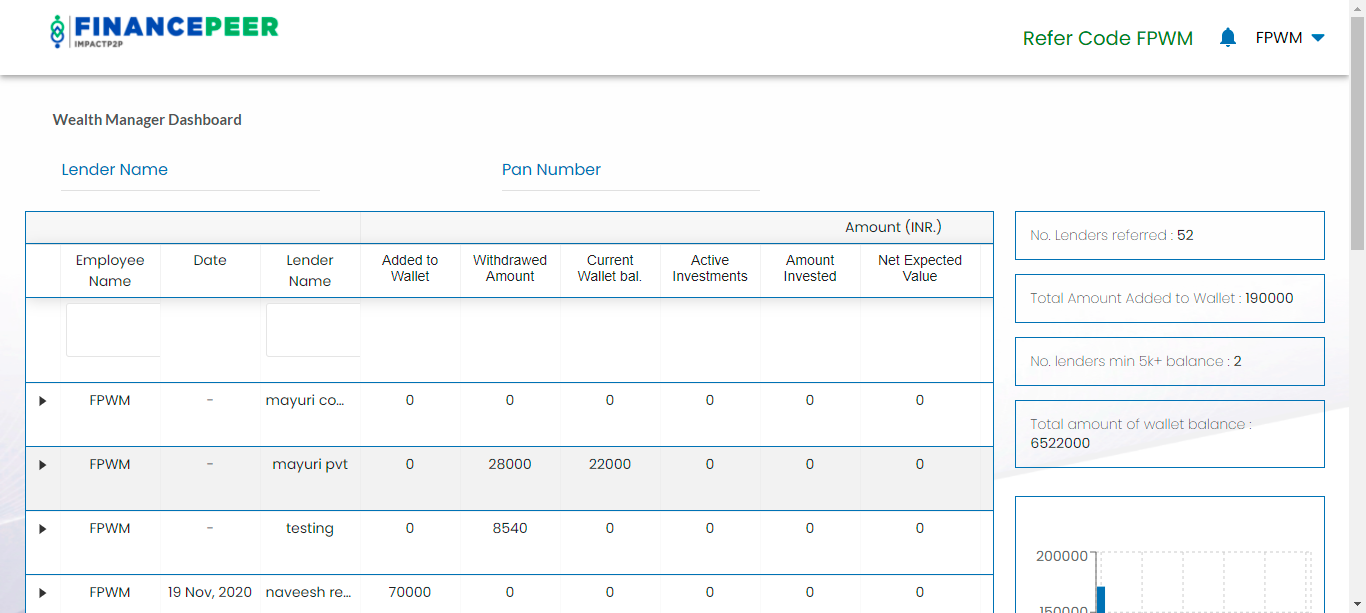 FINANCEPEER
IMPACTP2P
Refer Code FPWM
FPWM
Wealth Manager Dashboard
Lender Name
Pan Number
Amount (INR.)
Employee Name
Date
Lender Name
Added to Wallet
Withdrawed Amount
Current Wallet bal.
Active Investments
Amount Invested
Net Expected Value
FPWM - mayuri co... 0 0 0 0 0 0
FPWM - mayuri pvt 0 28000 22000 0 0 0
FPWM - testing 0 8540 0 0 0 0
FPWM 19 Nov, 2020 naveesh re... 70000 0 0 0 0 0
No. Lenders referred : 52
Total Amount Added to Wallet : 190000
No. lenders min 5k+ balance : 2
Total amount of wallet balance :
6522000
200000
150000